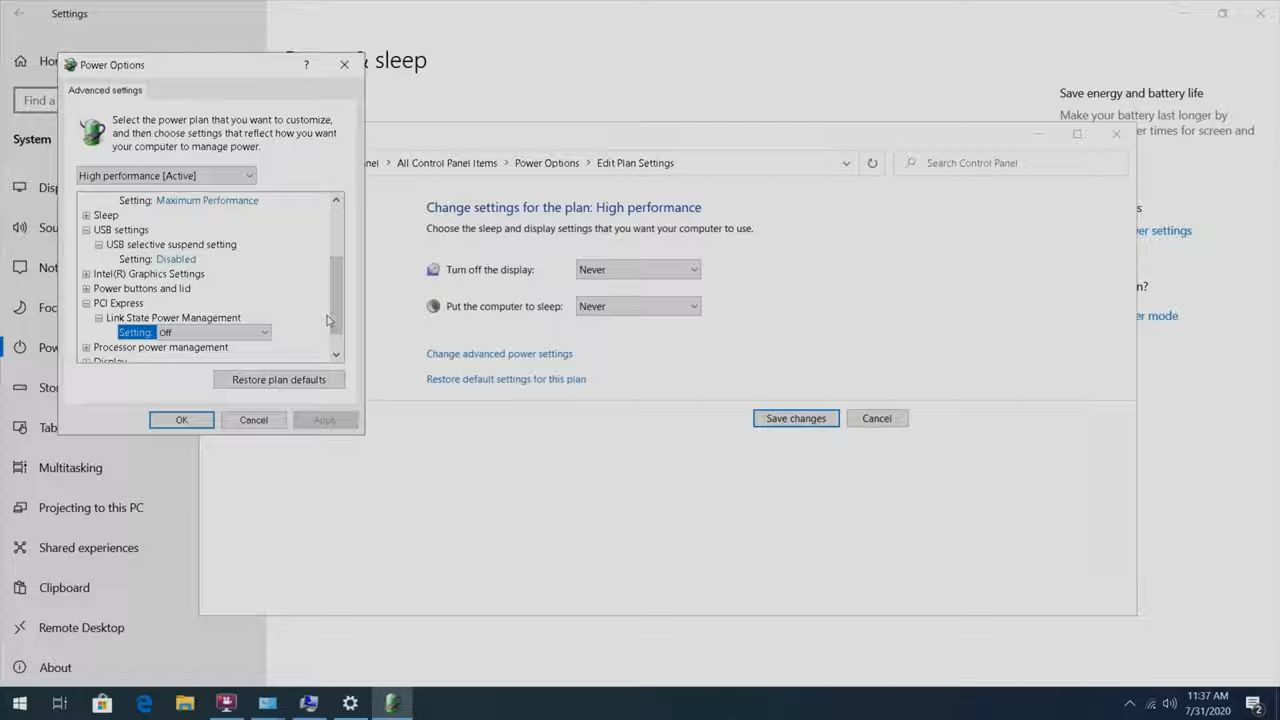 Settings
Power Options
?
Advanced settings
Select the power plan that you want to customize,
and then choose settings that reflect how you want
your computer to manage power.
High performance [Active]
Setting: Maximum Performance
Sleep
USB settings
USB selective suspend setting
Setting: Disabled
Intel(R) Graphics Settings
Power buttons and lid
PCI Express
Link State Power Management
Setting: Off
Processor power management
Display
Restore plan defaults
OK
Cancel
Apply
& sleep
Find a
System
Multitasking
Projecting to this PC
Shared experiences
Clipboard
Remote Desktop
About
All Control Panel Items > Power Options > Edit Plan Settings
Search Control Panel
Change settings for the plan: High performance
Choose the sleep and display settings that you want your computer to use.
Turn off the display: Never
Put the computer to sleep: Never
Change advanced power settings
Restore default settings for this plan
Save changes
Cancel
Save energy and battery life
Make your battery last longer by
times for screen and
settings
mode
11:37 AM
7/31/2020
2